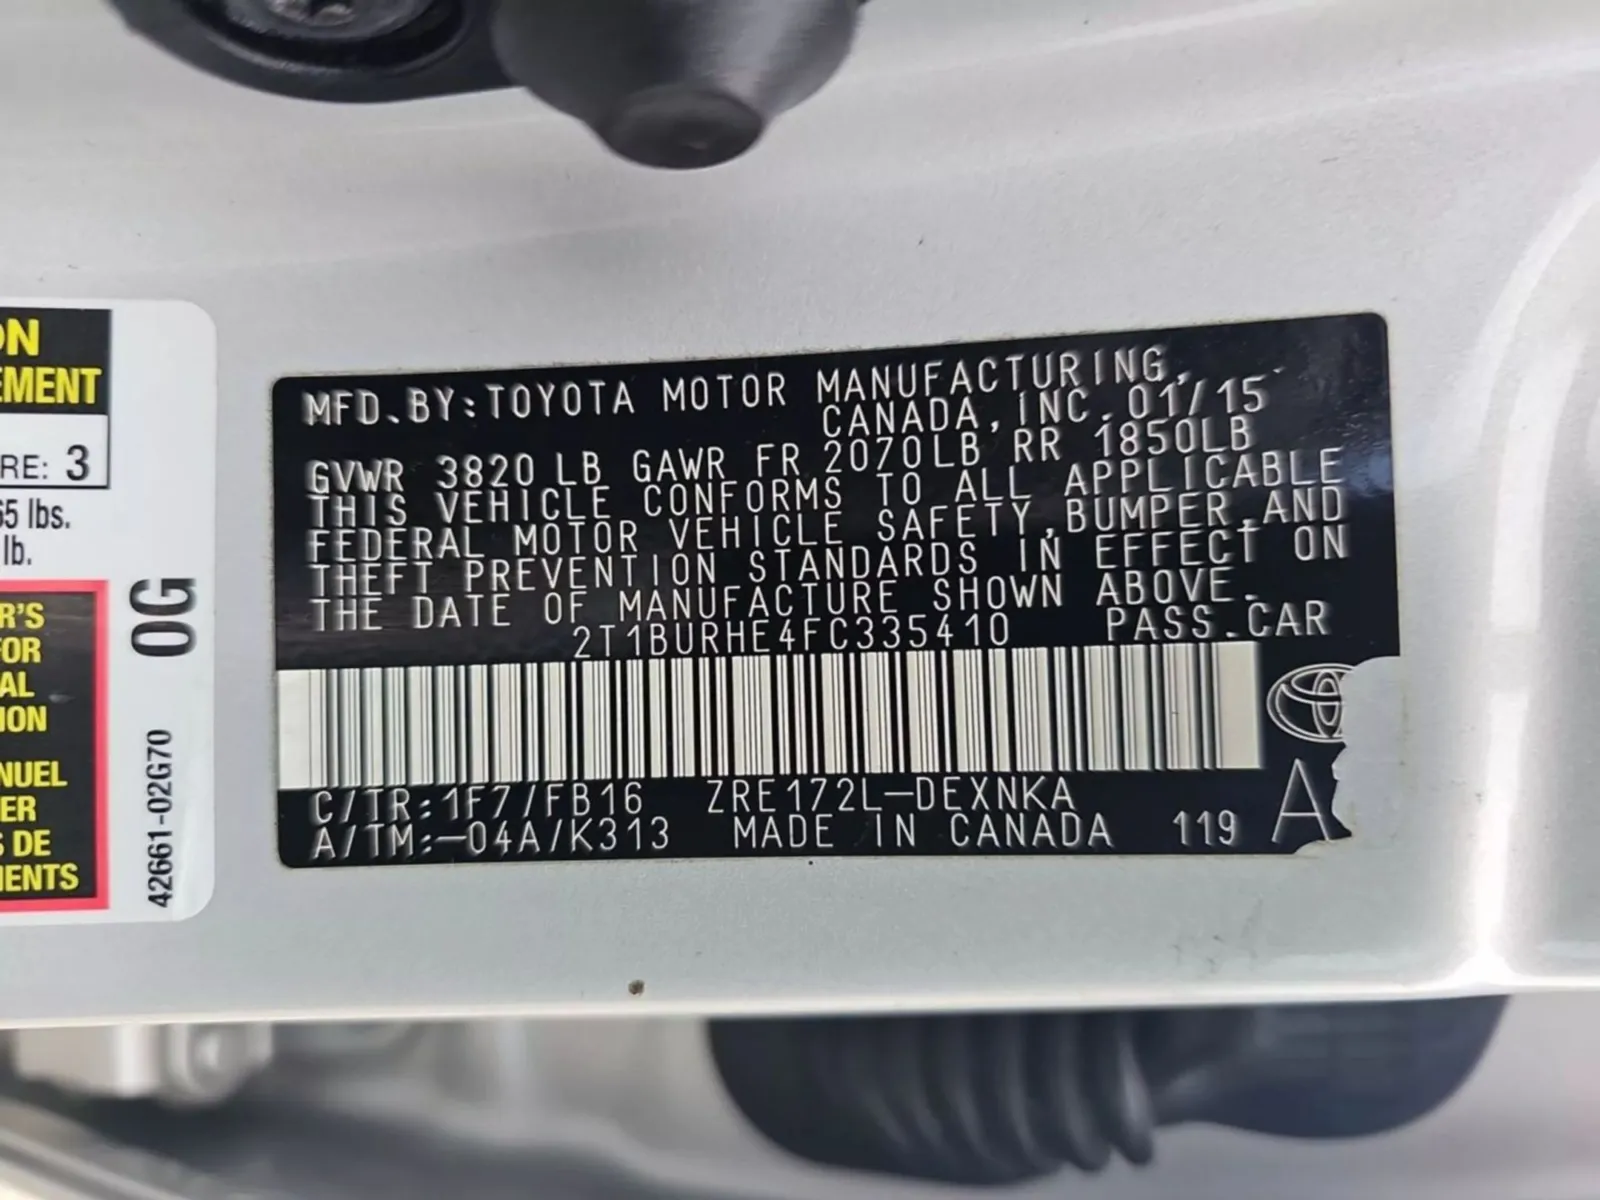 ON
EMENT
RE: 3
65 lbs.
lb.
R'S
FOR
AL
ION
NUEL
ER
S DE
MENTS
0G
42661-02G70
MFD.BY:TOYOTA MOTOR MANUFACTURING,
CANADA,INC.01/15
GVWR 3820LB GAWR FR 2070LB RR 1850LB
THIS VEHICLE CONFORMS TO ALL APPLICABLE
FEDERAL MOTOR VEHICLE SAFETY,BUMPER,AND
THEFT PREVENTION STANDARDS IN EFFECT ON
THE DATE OF MANUFACTURE SHOWN ABOVE.
2T1BURHE4FC335410 PASS.CAR
C/TR:1F7/FB16 ZRE172L-DEXNKA
A/TM:-04A/K313 MADE IN CANADA 119 A